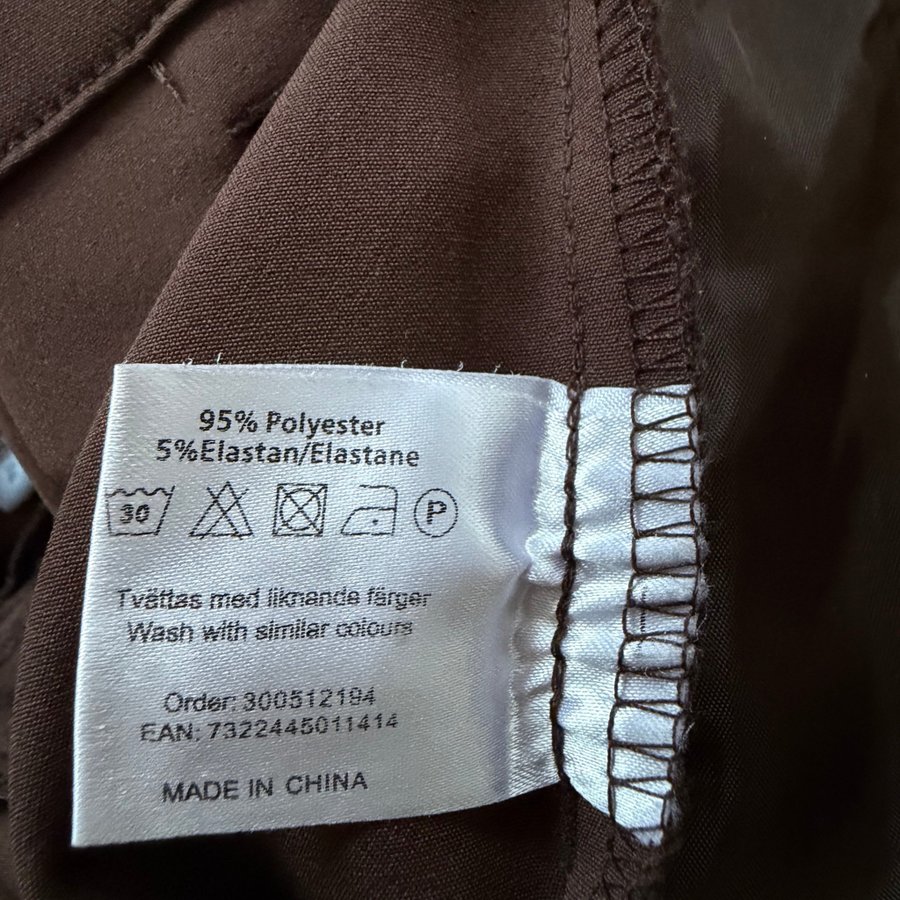 95% Polyester
5%Elastan/Elastane
30 P
Tvättas med liknande färger
Wash with similar colours
Order: 300512194
EAN: 7322445011414
MADE IN CHINA